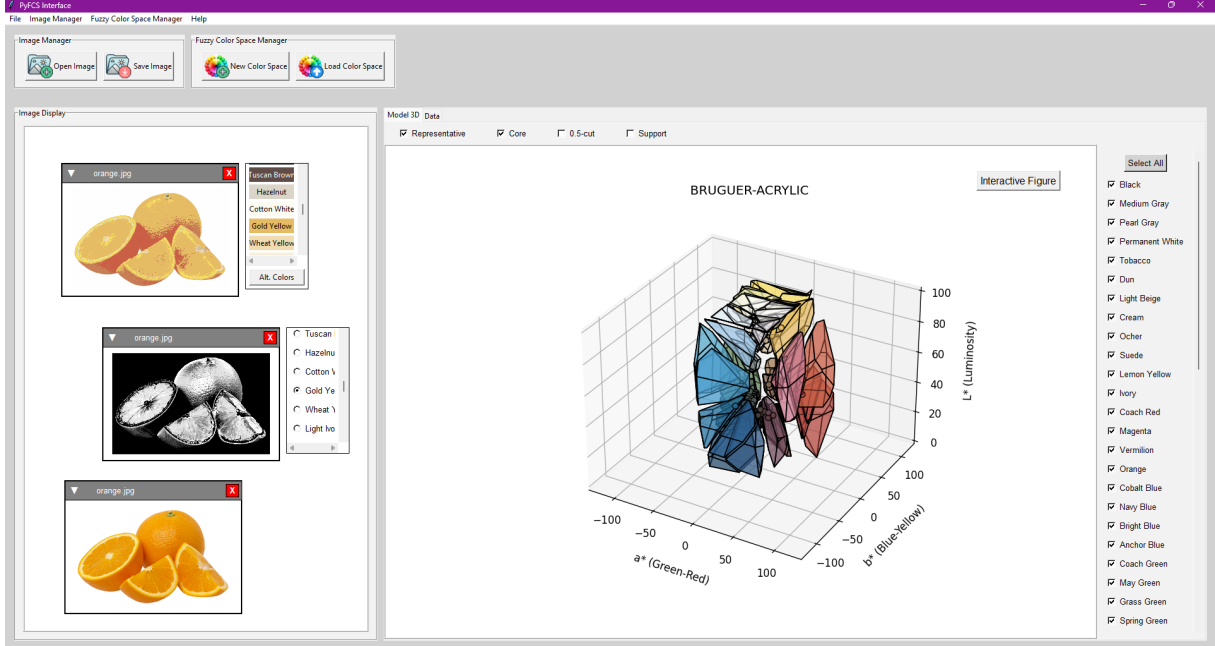 PyFCS Interface
File Image Manager Fuzzy Color Space Manager Help
Image Manager
Open Image
Save Image
Fuzzy Color Space Manager
New Color Space
Load Color Space
Image Display
orange.jpg X
Tuscan Brown
Hazelnut
Cotton White
Gold Yellow
Wheat Yellow
Alt. Colors
orange.jpg X
Tuscan
Hazelnu
Cotton
Gold Ye
Wheat
Light Ivo
orange.jpg X
Model 3D Data
Representative Core 0.5-cut Support
BRUGUER-ACRYLIC
Interactive Figure
100
80
60
40
20
0
L* (Luminosity)
100
50
0
−50
−100
b* (Blue-Yellow)
−100
−50
0
50
100
a* (Green-Red)
Select All
Black
Medium Gray
Pearl Gray
Permanent White
Tobacco
Dun
Light Beige
Cream
Ocher
Suede
Lemon Yellow
Ivory
Coach Red
Magenta
Vermilion
Orange
Cobalt Blue
Navy Blue
Bright Blue
Anchor Blue
Coach Green
May Green
Grass Green
Spring Green